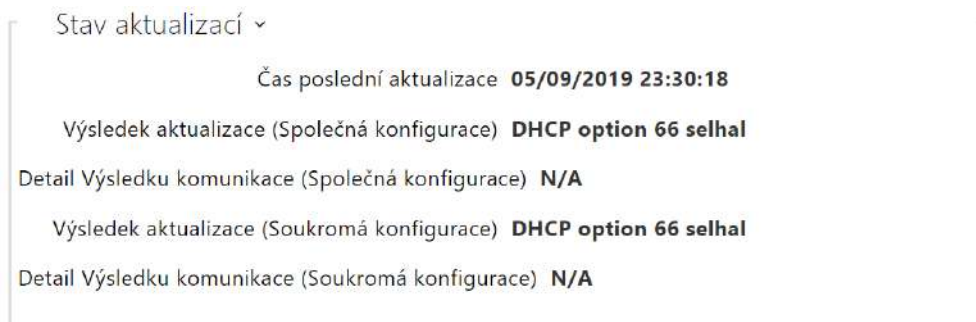 Stav aktualizací
Čas poslední aktualizace 05/09/2019 23:30:18
Výsledek aktualizace (Společná konfigurace) DHCP option 66 selhal
Detail Výsledku komunikace (Společná konfigurace) N/A
Výsledek aktualizace (Soukromá konfigurace) DHCP option 66 selhal
Detail Výsledku komunikace (Soukromá konfigurace) N/A